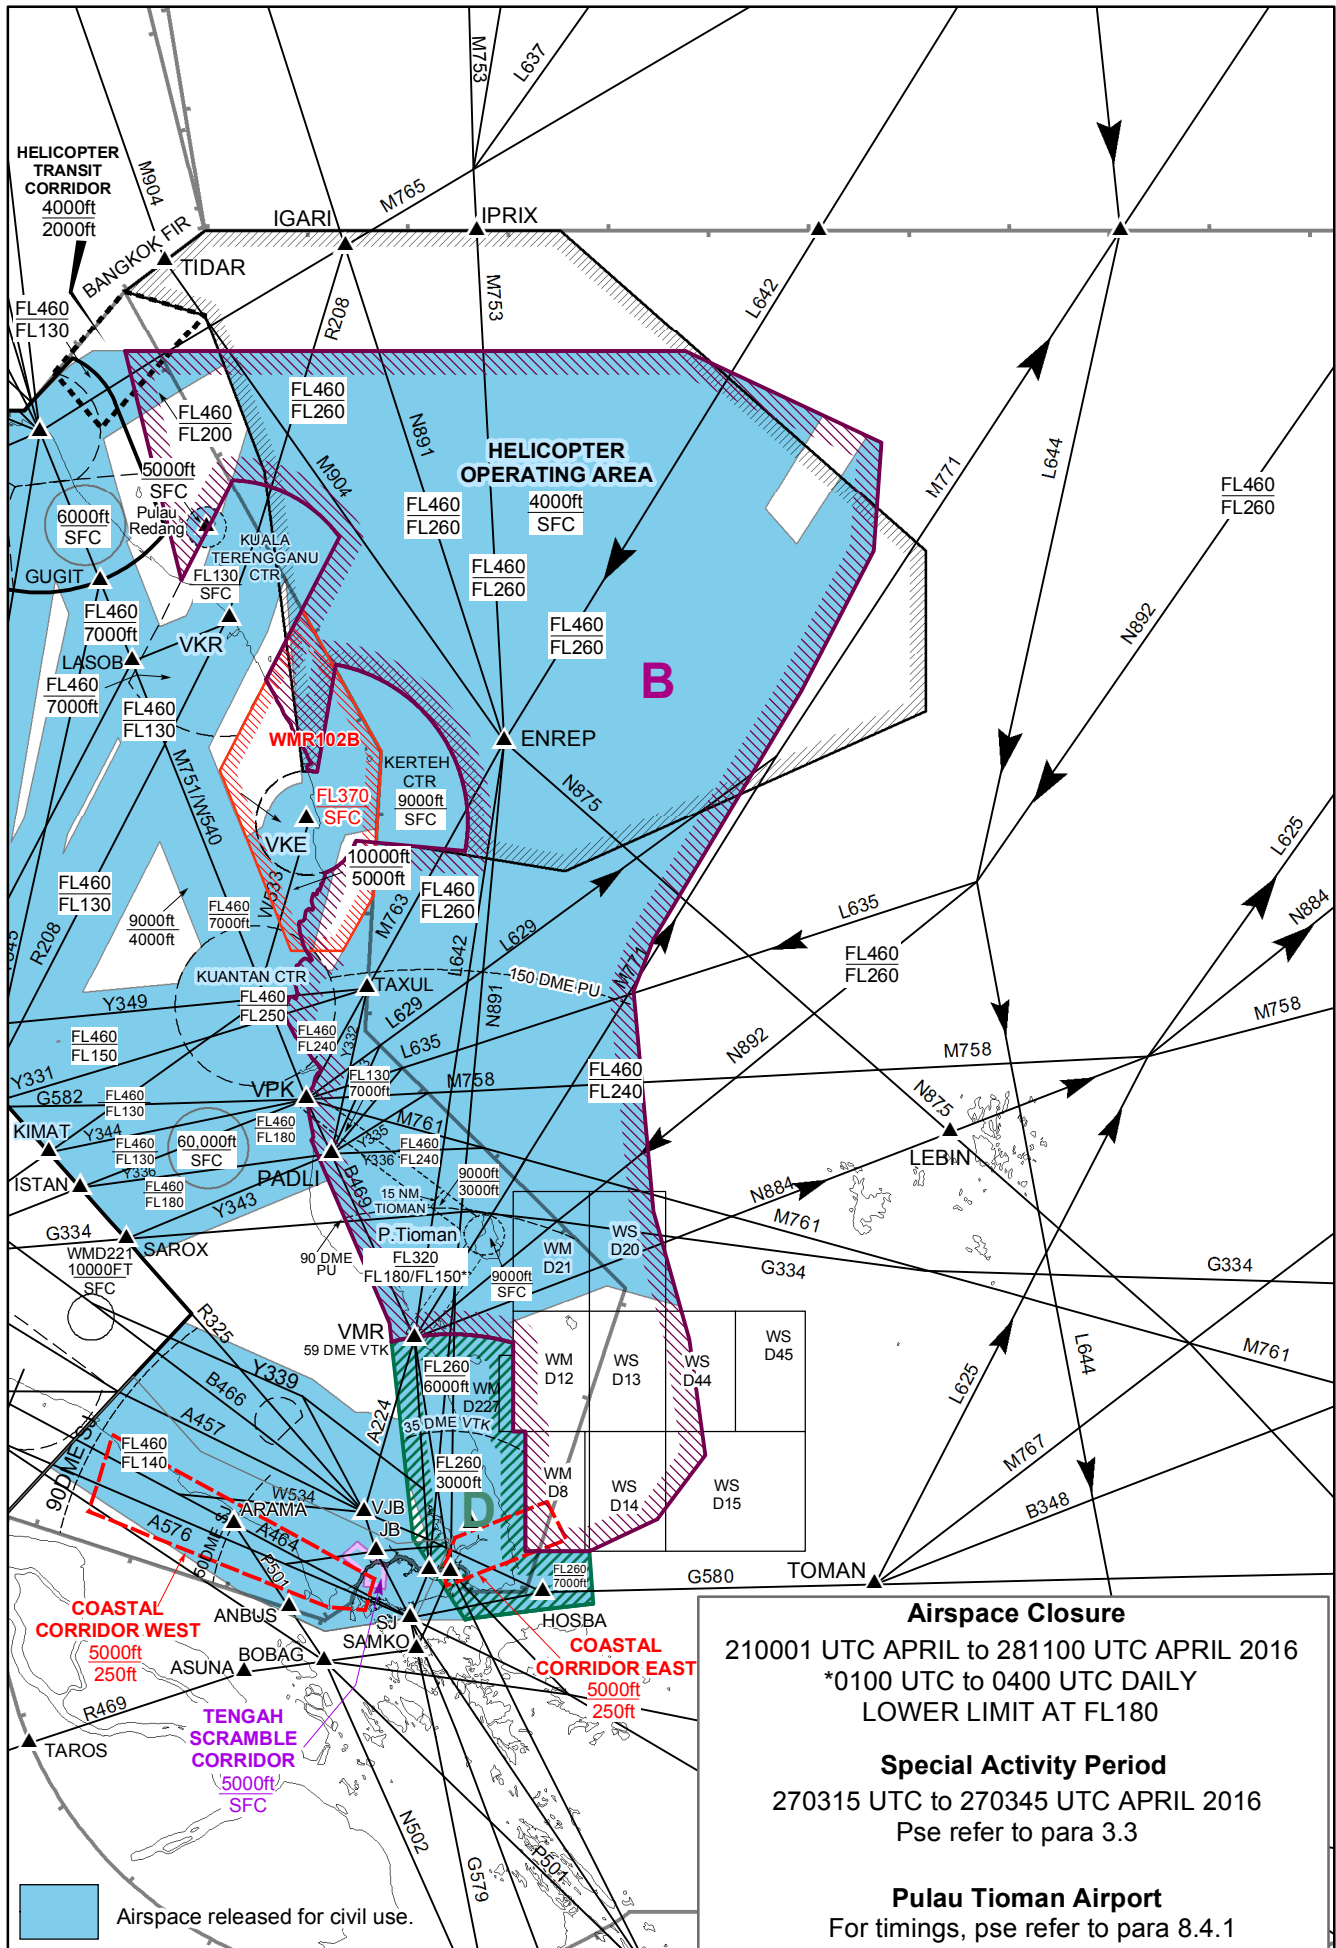 M753
L637
HELICOPTER
TRANSIT
CORRIDOR
4000ft
2000ft
M904
M765
BANGKOK FIR
IGARI
IPRIX
TIDAR
FL460
FL130
R208
M753
L642
FL460
FL260
FL460
FL200
N891
M904
HELICOPTER
OPERATING AREA
4000ft
SFC
M771
L644
FL460
FL260
5000ft
SFC
Pulau
Redang
6000ft
SFC
FL460
FL260
KUALA
TERENGGANU
CTR
FL130
SFC
GUGIT
FL460
FL260
FL460
7000ft
VKR
FL460
FL260
N892
LASOB
FL460
7000ft
FL460
FL130
B
WMR102B
ENREP
M751/W540
KERTEH
CTR
9000ft
SFC
FL370
SFC
N875
VKE
L625
10000ft
5000ft
FL460
FL130
W533
M763
FL460
FL260
9000ft
4000ft
FL460
7000ft
L635
N884
R208
L629
L642
FL460
FL260
KUANTAN CTR
TAXUL
150 DME PU
M771
Y349
FL460
FL250
N891
L629
M758
FL460
FL150
FL460
FL240
Y332
L635
N892
M758
Y331
FL130
7000ft
M758
FL460
FL240
G582
FL460
FL130
VPK
N875
KIMAT
Y344
FL460
FL180
M761
LEBIN
FL460
FL130
60,000ft
SFC
Y335
FL460
FL240
Y336
Y336
PADLI
ISTAN
FL460
FL180
B469
9000ft
3000ft
N884
Y343
15 NM
TIOMAN
M761
G334
SAROX
P.Tioman
WM
D21
WS
D20
WMD221
10000FT
SFC
90 DME
PU
FL320
FL180/FL150*
9000ft
SFC
G334
G334
R325
VMR
59 DME VTK
WS
D45
Y339
FL260
6000ft
WM
D12
WS
D13
WS
D44
M761
B466
WM
D227
L625
L644
A457
A224
35 DME VTK
FL460
FL140
FL260
3000ft
M767
90DME SJ
WM
D8
WS
D14
WS
D15
W534
ARAMA
VJB
D
B348
JB
A576
A464
50DME SJ
P501
FL260
7000ft
TOMAN
G580
COASTAL
CORRIDOR WEST
5000ft
250ft
ANBUS
SJ
HOSBA
SAMKO
BOBAG
ASUNA
COASTAL
CORRIDOR EAST
5000ft
250ft
R469
TENGAH
SCRAMBLE
CORRIDOR
5000ft
SFC
TAROS
N502
G579
P501
Airspace Closure
210001 UTC APRIL to 281100 UTC APRIL 2016
*0100 UTC to 0400 UTC DAILY
LOWER LIMIT AT FL180
Special Activity Period
270315 UTC to 270345 UTC APRIL 2016
Pse refer to para 3.3
Pulau Tioman Airport
For timings, pse refer to para 8.4.1
Airspace released for civil use.